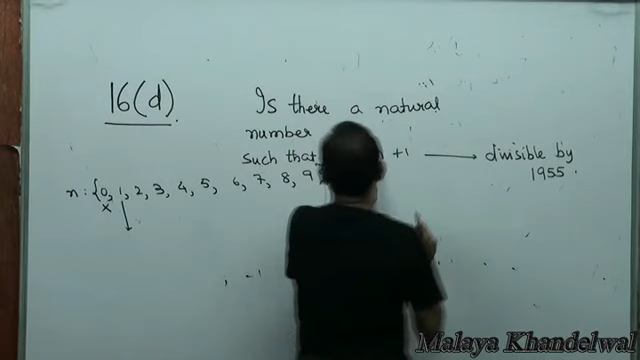 16(d).
Is there a natural
number
such that +1 → divisible by
1955.
n: {0, 1, 2, 3, 4, 5, 6, 7, 8, 9
x
Malaya Khandelwal